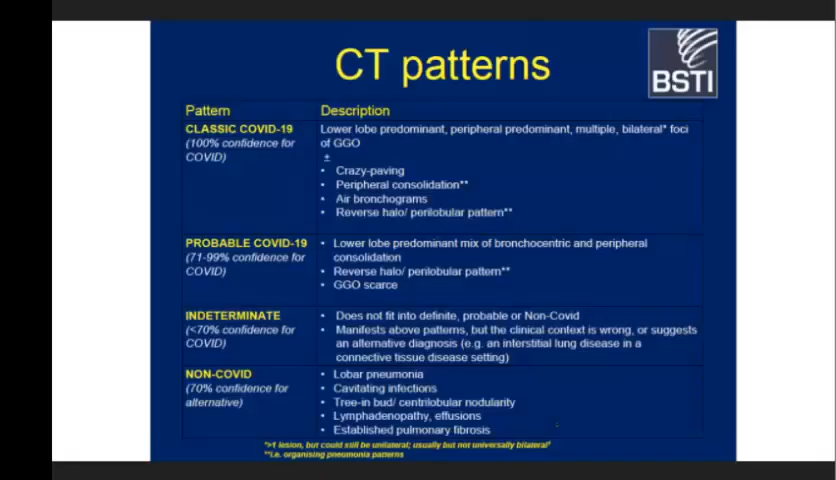 CT patterns
BSTI
Pattern Description
CLASSIC COVID-19
(100% confidence for
COVID)
Lower lobe predominant, peripheral predominant, multiple, bilateral* foci
of GGO
±
• Crazy-paving
• Peripheral consolidation**
• Air bronchograms
• Reverse halo/ perilobular pattern**
PROBABLE COVID-19
(71-99% confidence for
COVID)
• Lower lobe predominant mix of bronchocentric and peripheral
consolidation
• Reverse halo/ perilobular pattern**
• GGO scarce
INDETERMINATE
(<70% confidence for
COVID)
• Does not fit into definite, probable or Non-Covid
• Manifests above patterns, but the clinical context is wrong, or suggests
an alternative diagnosis (e.g. an interstitial lung disease in a
connective tissue disease setting)
NON-COVID
(70% confidence for
alternative)
• Lobar pneumonia
• Cavitating infections
• Tree-in bud/ centrilobular nodularity
• Lymphadenopathy, effusions
• Established pulmonary fibrosis
*>1 lesion, but could still be unilateral; usually but not universally bilateral*
**i.e. organising pneumonia patterns